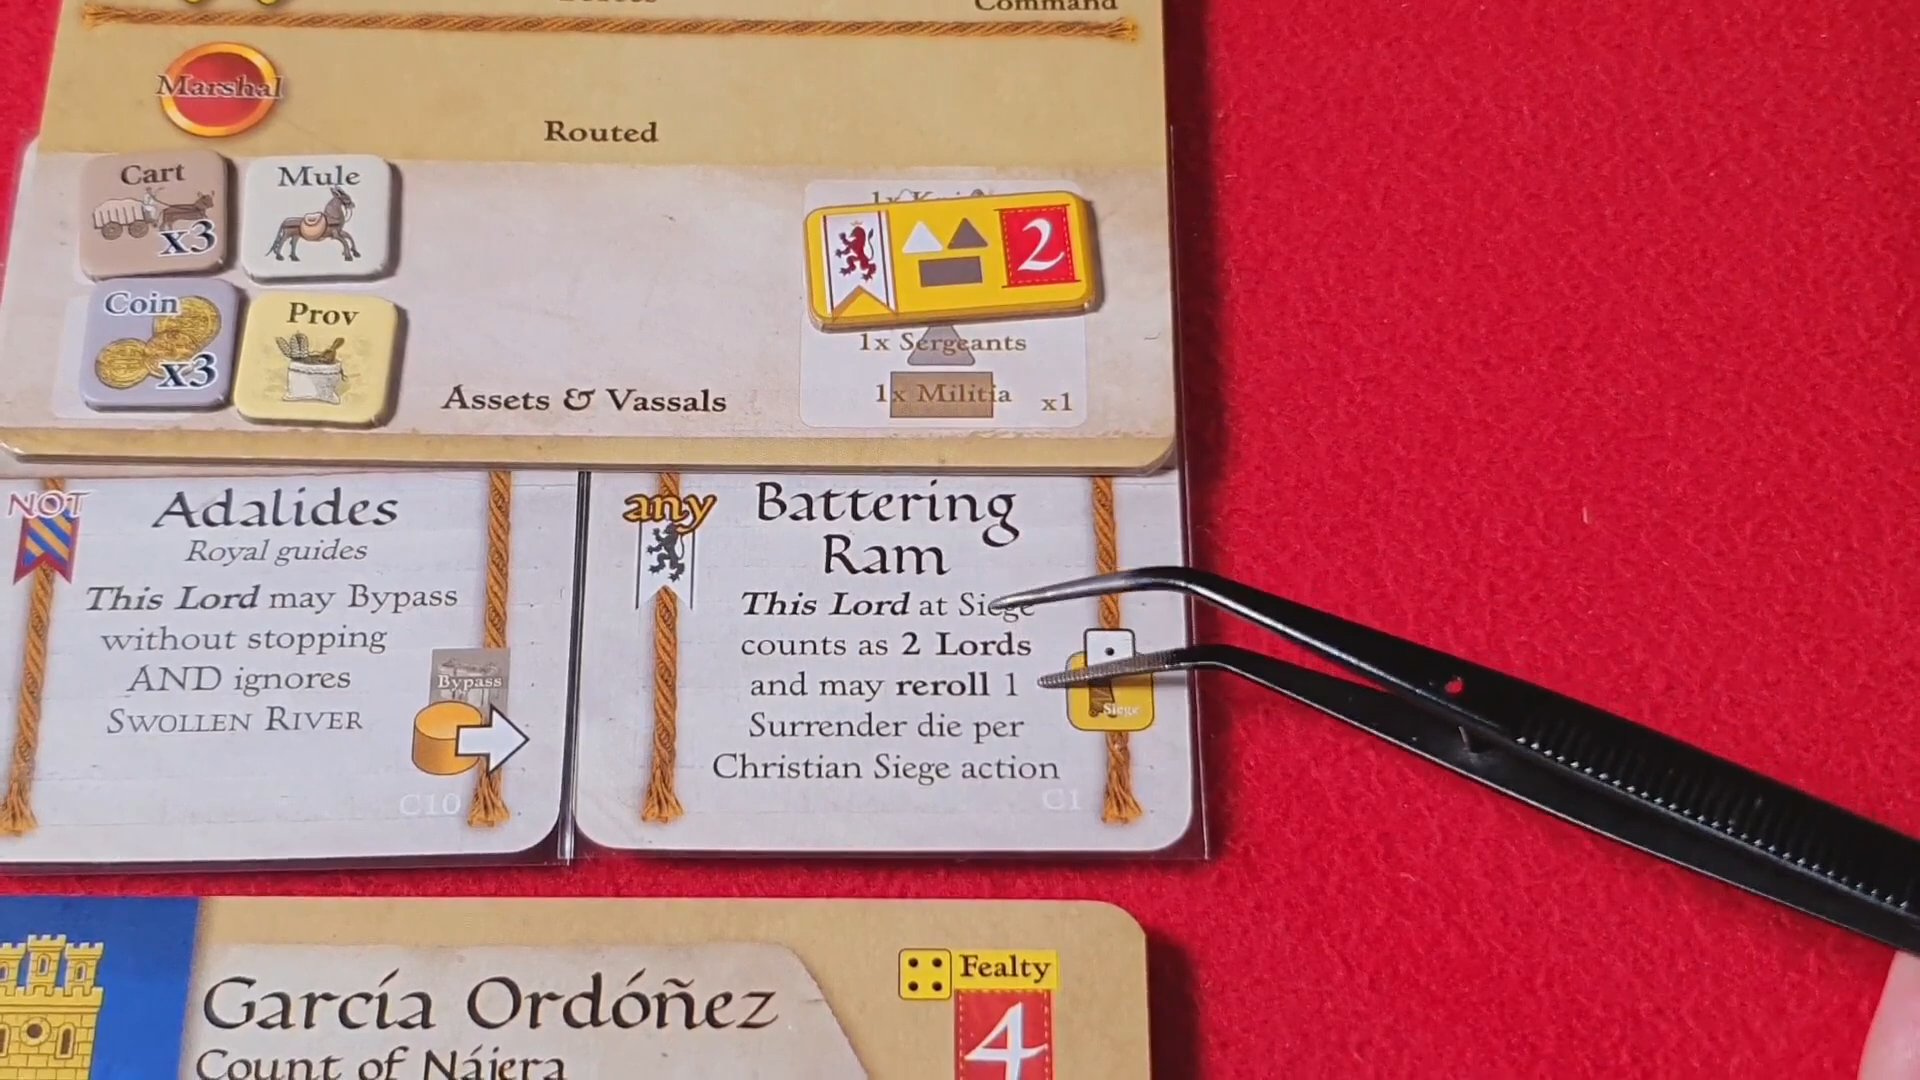 Command
Marshal
Routed
Cart
x3
Mule
Coin
x3
Prov
2
1x Sergeants
1x Militia
x1
Assets & Vassals
NOT
Adalides
Royal guides
This Lord may Bypass
without stopping
AND ignores
SWOLLEN RIVER
Bypass
C10
any
Battering
Ram
This Lord at Siege
counts as 2 Lords
and may reroll 1
Surrender die per
Christian Siege action
Siege
C1
García Ordóñez
Count of Nájera
Fealty
4